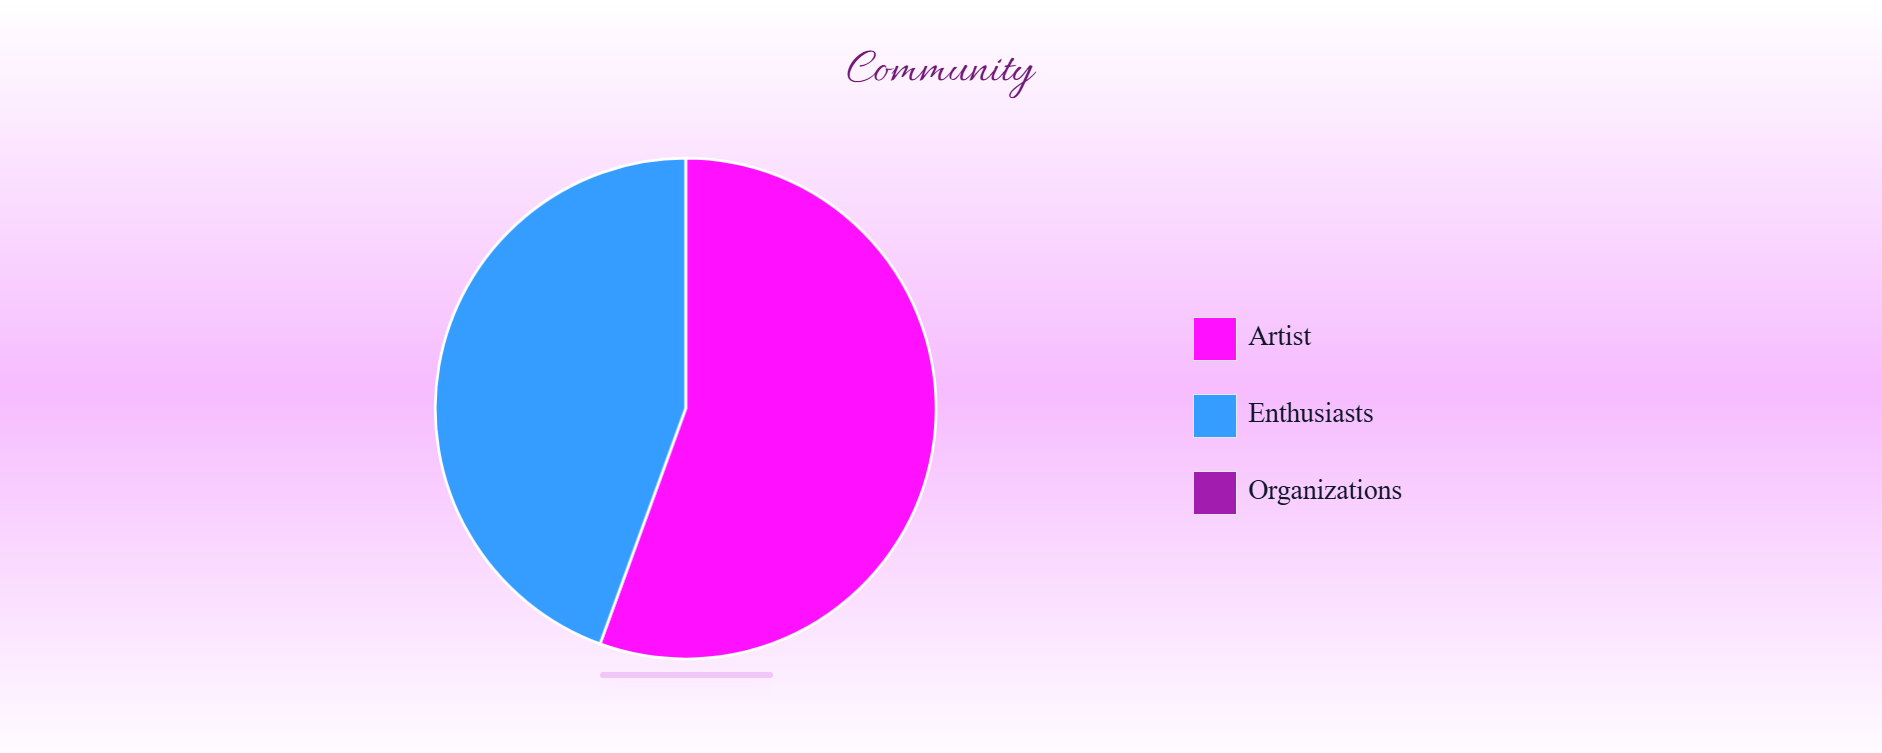 Community
Artist
Enthusiasts
Organizations